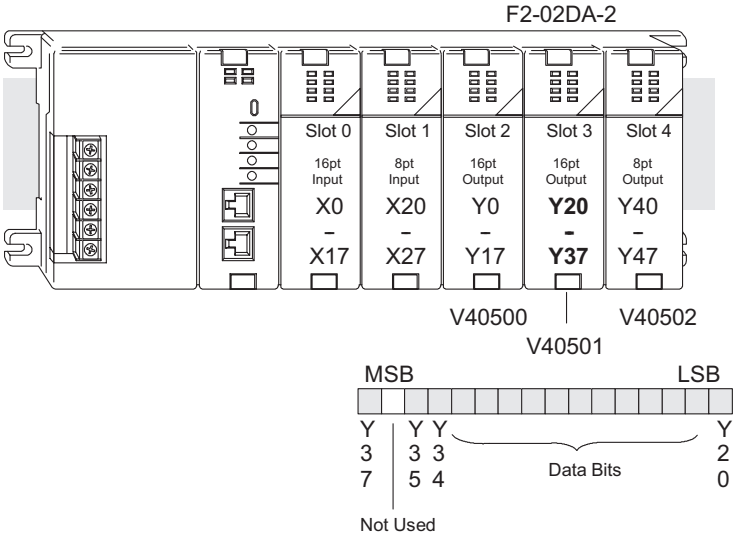 F2-02DA-2
Slot 0 Slot 1 Slot 2 Slot 3 Slot 4
16pt 8pt 16pt 16pt 8pt
Input Input Output Output Output
X0 X20 Y0 Y20 Y40
– – – – –
X17 X27 Y17 Y37 Y47
V40500 V40502
V40501
MSB LSB
Y Y Y Y
3 3 3 2
7 5 4 0
Data Bits
Not Used